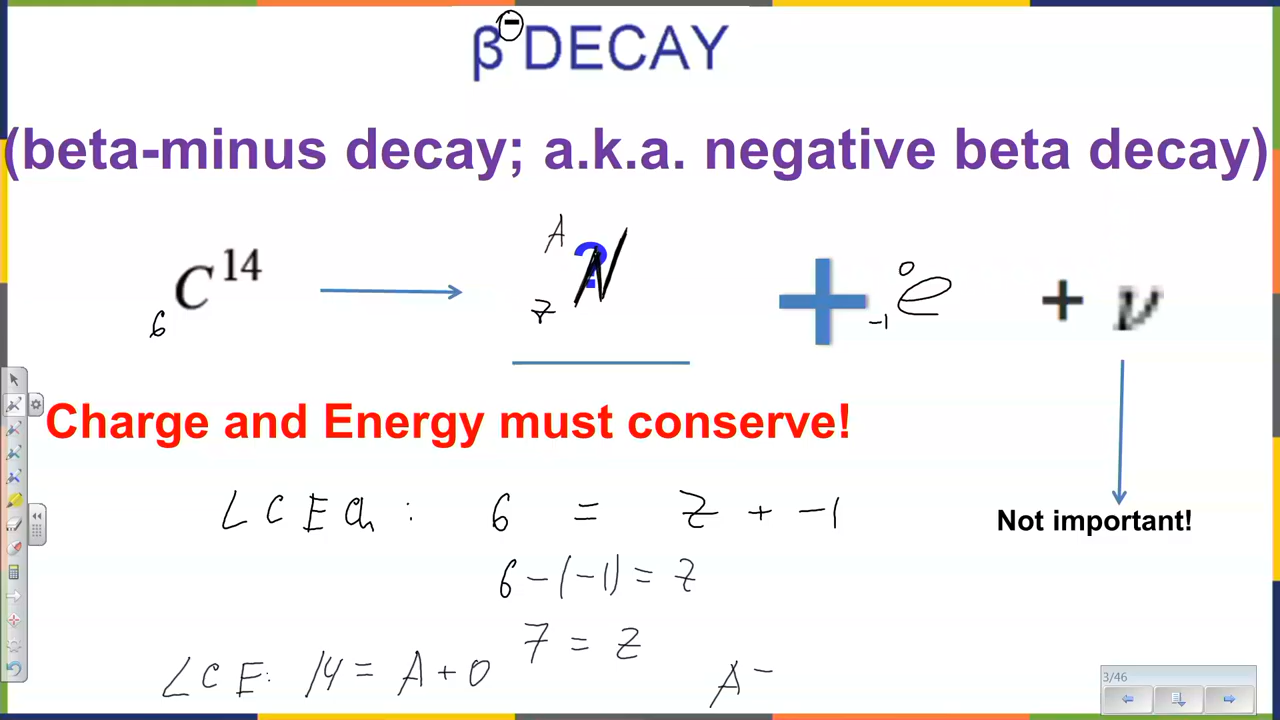 β⁻ DECAY
(beta-minus decay; a.k.a. negative beta decay)
₆C¹⁴ → ᴬ₇N? + ⁰₋₁e + ν
Charge and Energy must conserve!
Not important!
LCECh: 6 = Z + -1
6-(-1) = Z
7 = Z
LCE: 14 = A + 0 A =
3/46